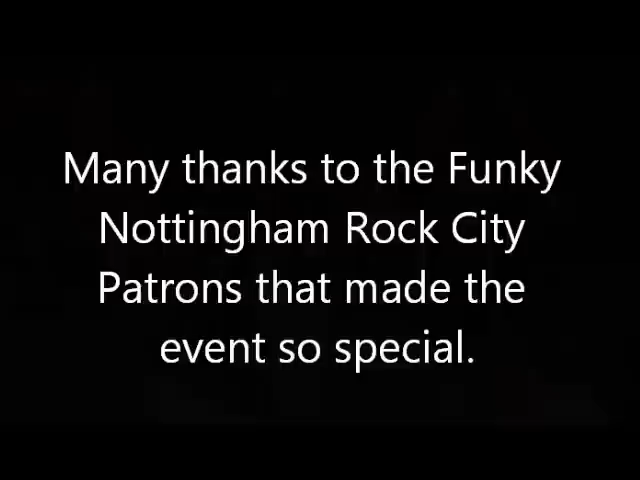 Many thanks to the Funky
Nottingham Rock City
Patrons that made the
event so special.